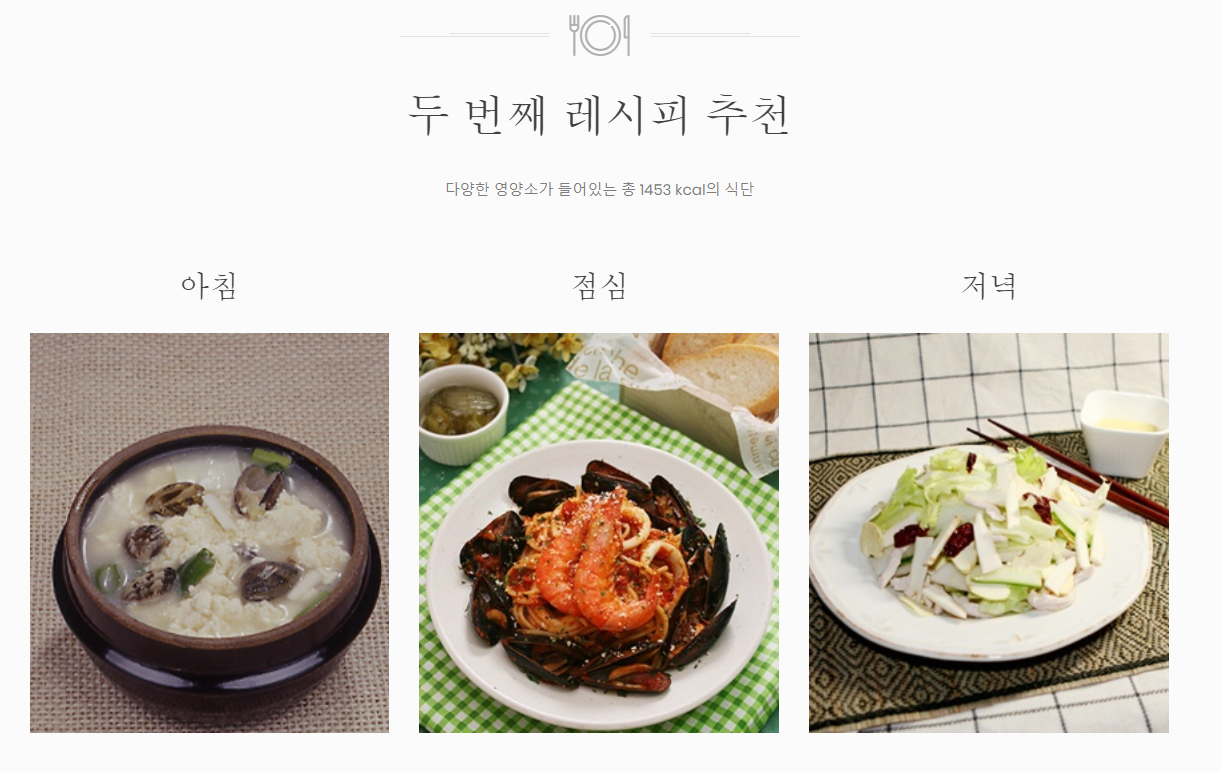 두 번째 레시피 추천
다양한 영양소가 들어있는 총 1453 kcal의 식단
아침
점심
저녁